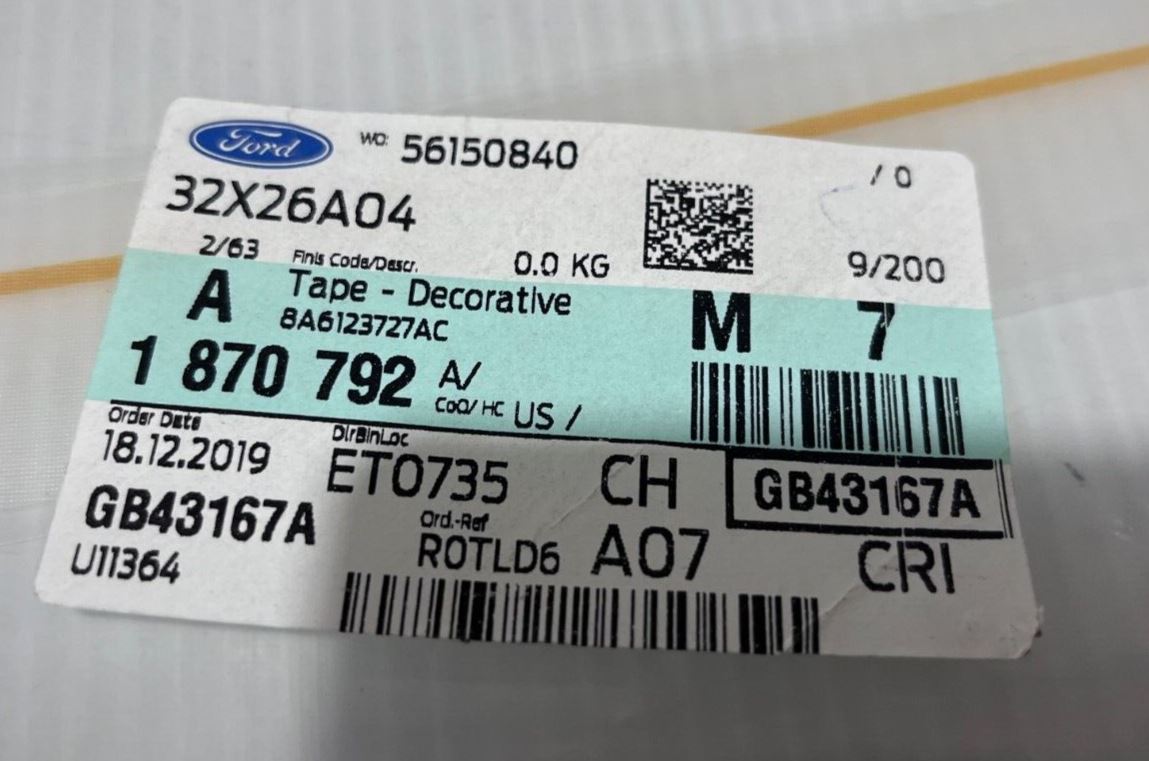 Ford WO: 56150840 / 0
32X26A04
2/63 Finis Code/Descr. 0.0 KG 9/200
A Tape - Decorative M 7
8A6123727AC
1 870 792 A/
CoO/ HC US /
Order Date DlrBinLoc
18.12.2019 ET0735 CH GB43167A
GB43167A Ord.-Ref
U11364 R0TLD6 A07 CRI